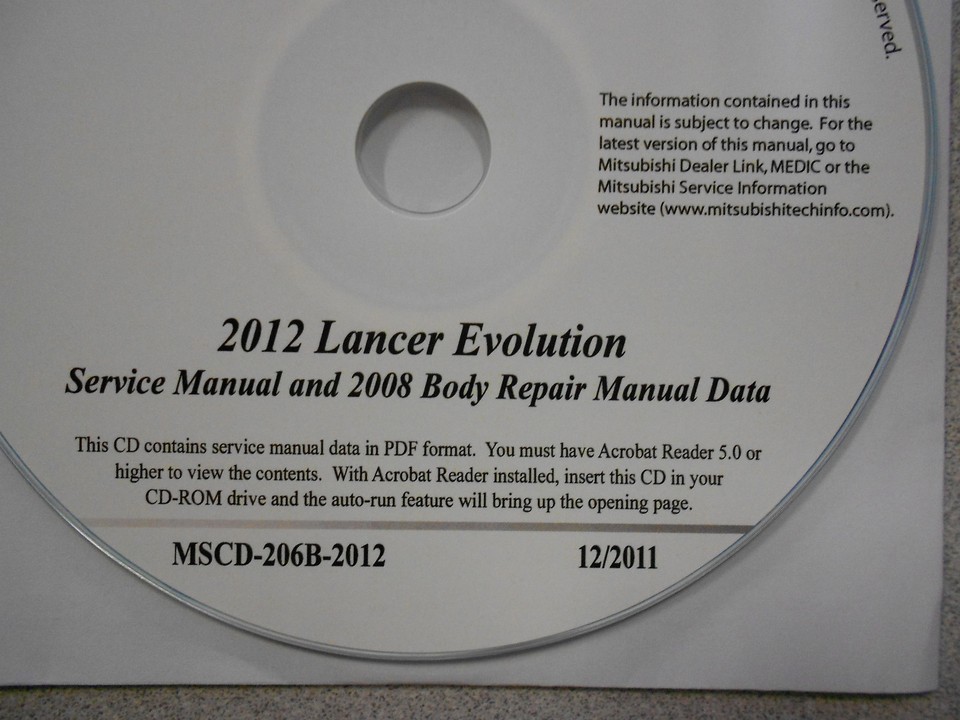 The information contained in this
manual is subject to change. For the
latest version of this manual, go to
Mitsubishi Dealer Link, MEDIC or the
Mitsubishi Service Information
website (www.mitsubishitechinfo.com).
2012 Lancer Evolution
Service Manual and 2008 Body Repair Manual Data
This CD contains service manual data in PDF format. You must have Acrobat Reader 5.0 or
higher to view the contents. With Acrobat Reader installed, insert this CD in your
CD-ROM drive and the auto-run feature will bring up the opening page.
MSCD-206B-2012 12/2011